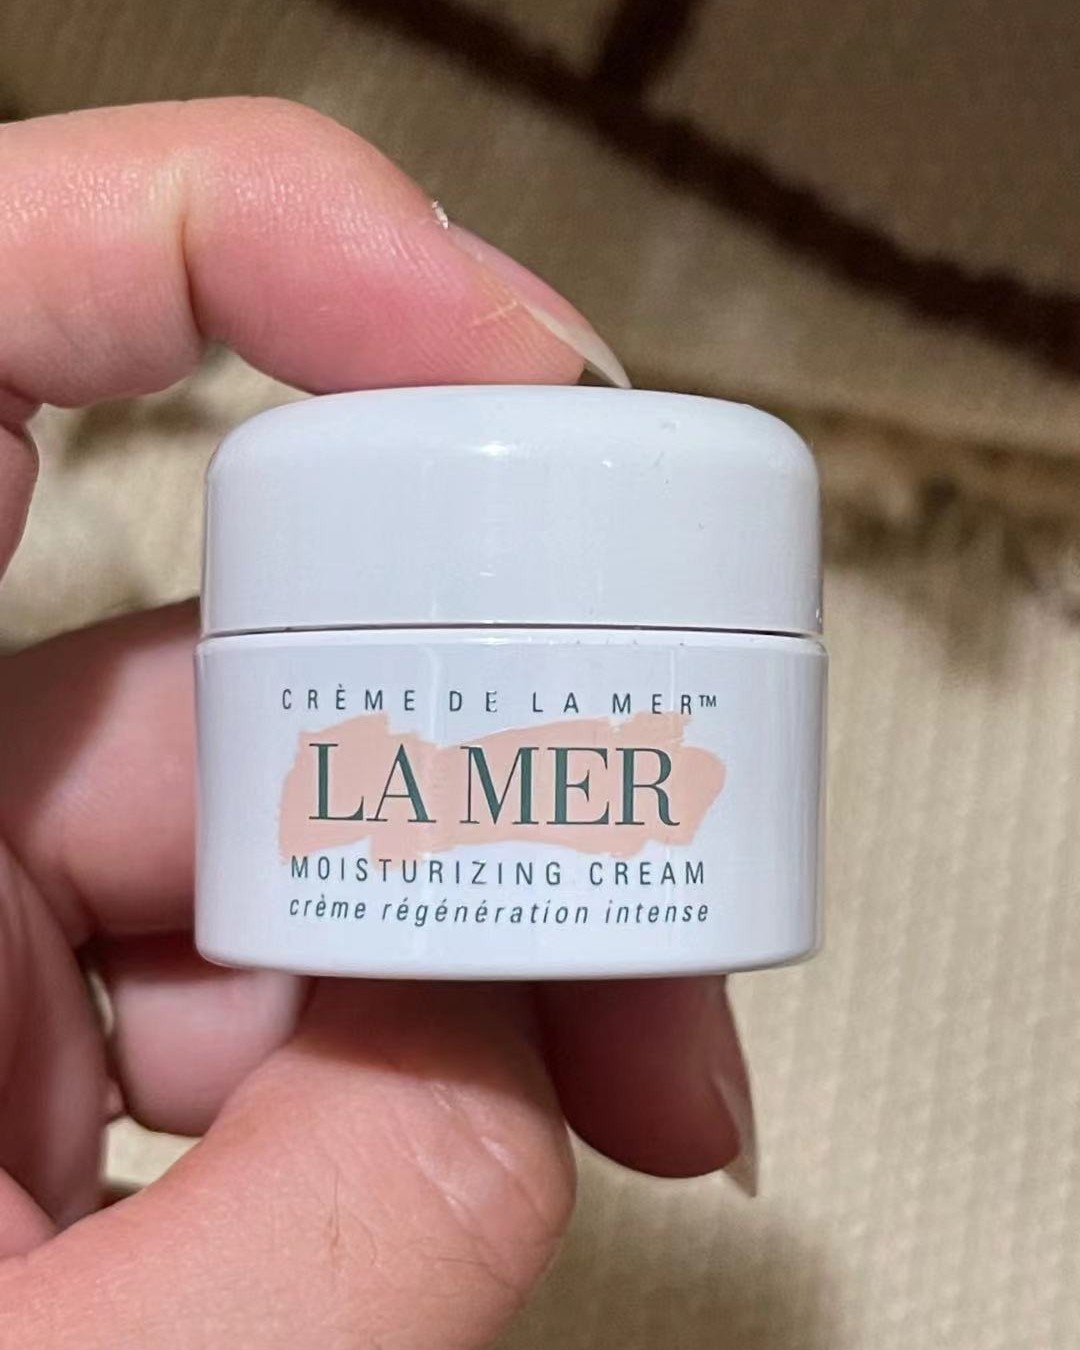 CRÈME DE LA MER™
LA MER
MOISTURIZING CREAM
crème régénération intense